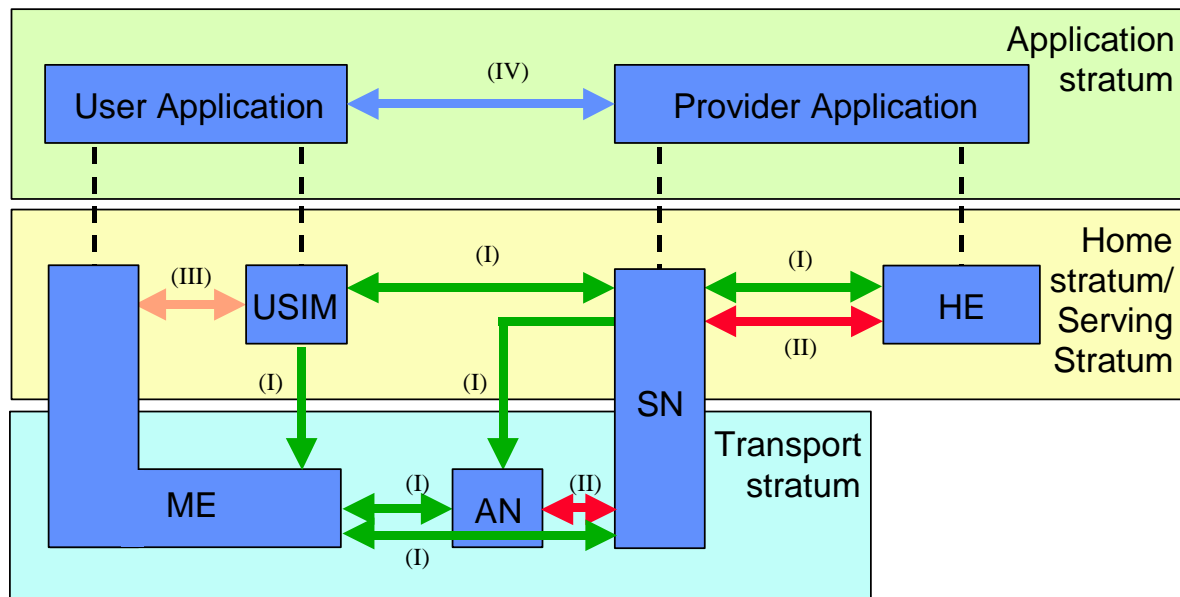 Application
stratum
(IV)
User Application
Provider Application
Home
stratum/
Serving
Stratum
(III)
USIM
(I)
(I)
(II)
HE
(I)
(I)
SN
Transport
stratum
ME
(I)
AN
(II)
(I)